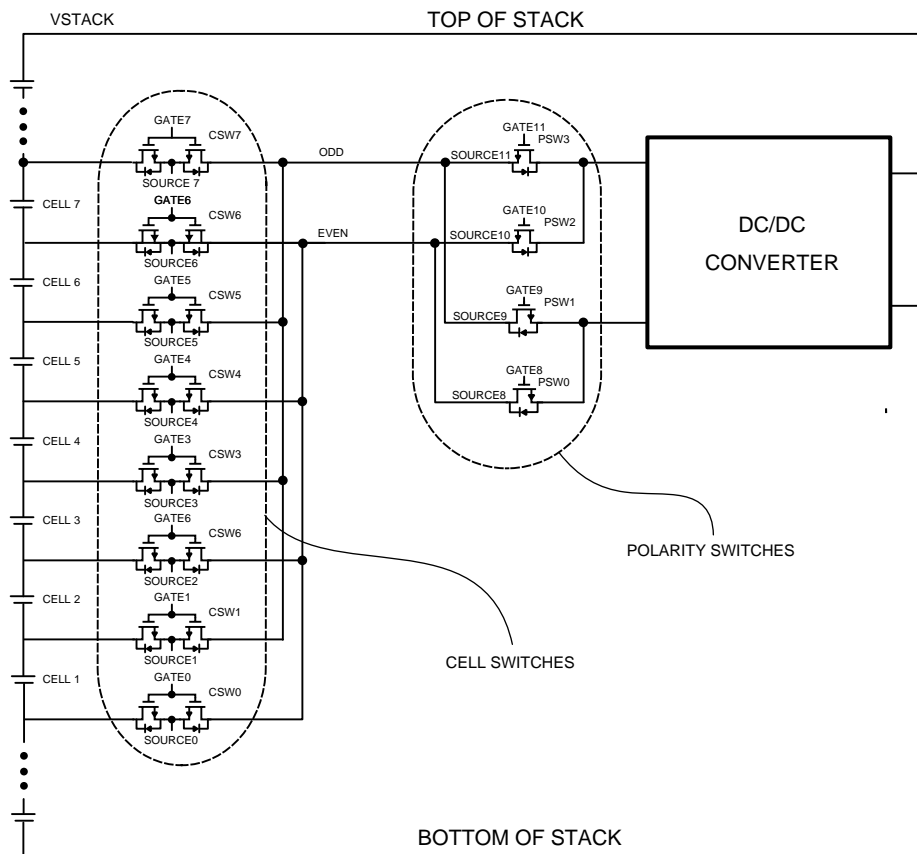 VSTACK
TOP OF STACK
GATE7
CSW7
SOURCE 7
CELL 7
GATE6
CSW6
SOURCE6
CELL 6
GATE5
CSW5
SOURCE5
CELL 5
GATE4
CSW4
SOURCE4
CELL 4
GATE3
CSW3
SOURCE3
CELL 3
GATE6
CSW6
SOURCE2
CELL 2
GATE1
CSW1
SOURCE1
CELL 1
GATE0
CSW0
SOURCE0
ODD
EVEN
GATE11
PSW3
SOURCE11
GATE10
PSW2
SOURCE10
GATE9
PSW1
SOURCE9
GATE8
PSW0
SOURCE8
DC/DC
CONVERTER
POLARITY SWITCHES
CELL SWITCHES
BOTTOM OF STACK